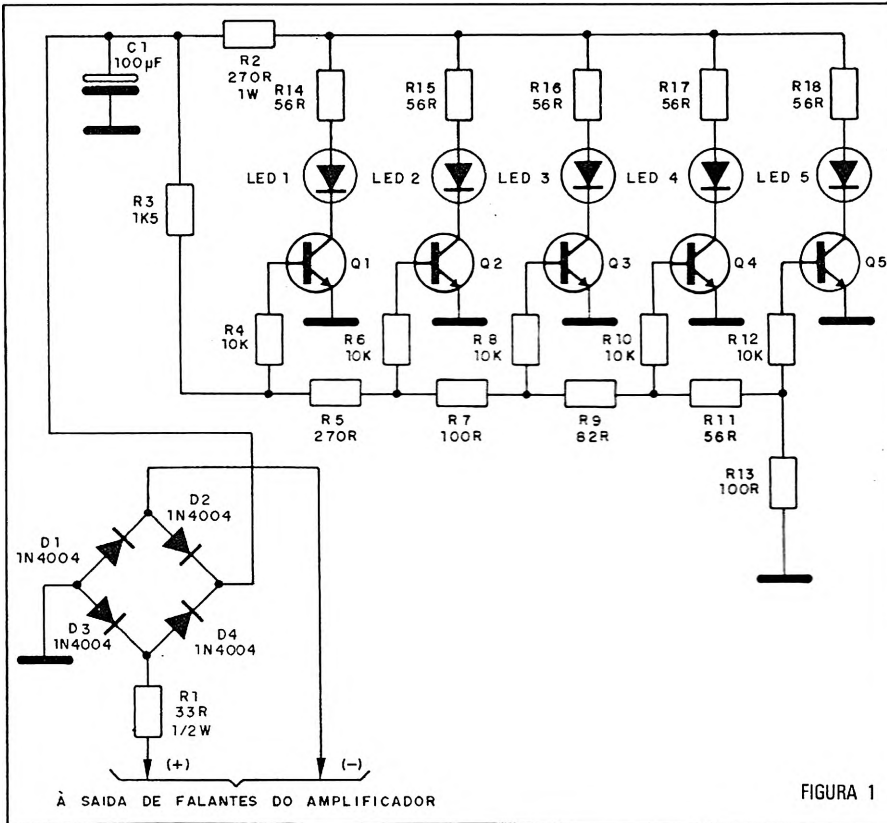 C1
100µF
R2
270R
1W
R14
56R
R15
56R
R16
56R
R17
56R
R18
56R
LED 1
LED 2
LED 3
LED 4
LED 5
R3
1K5
Q1
Q2
Q3
Q4
Q5
R4
10K
R6
10K
R8
10K
R10
10K
R12
10K
R5
270R
R7
100R
R9
82R
R11
56R
R13
100R
D2
1N4004
D1
1N4004
D3
1N4004
D4
1N4004
R1
33R
1/2W
(+)
(-)
À SAIDA DE FALANTES DO AMPLIFICADOR
FIGURA 1